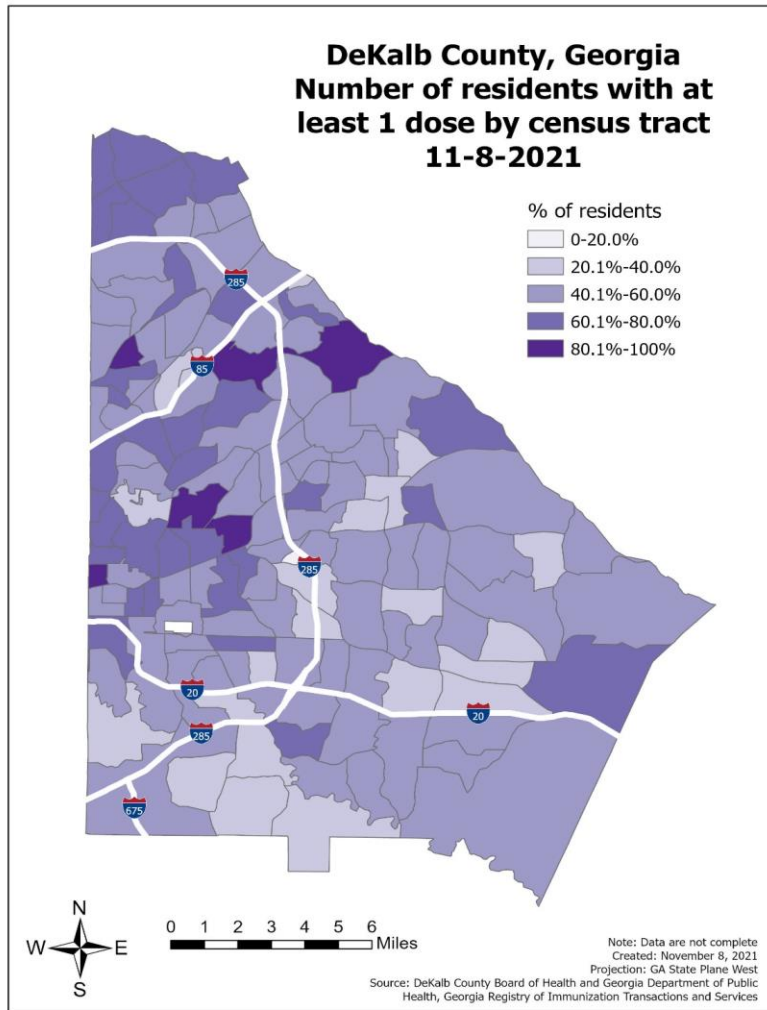 DeKalb County, Georgia
Number of residents with at
least 1 dose by census tract
11-8-2021
% of residents
0-20.0%
20.1%-40.0%
40.1%-60.0%
60.1%-80.0%
80.1%-100%
285
85
285
20
20
285
675
N
W E
S
0 1 2 3 4 5 6
Miles
Note: Data are not complete
Created: November 8, 2021
Projection: GA State Plane West
Source: DeKalb County Board of Health and Georgia Department of Public
Health, Georgia Registry of Immunization Transactions and Services